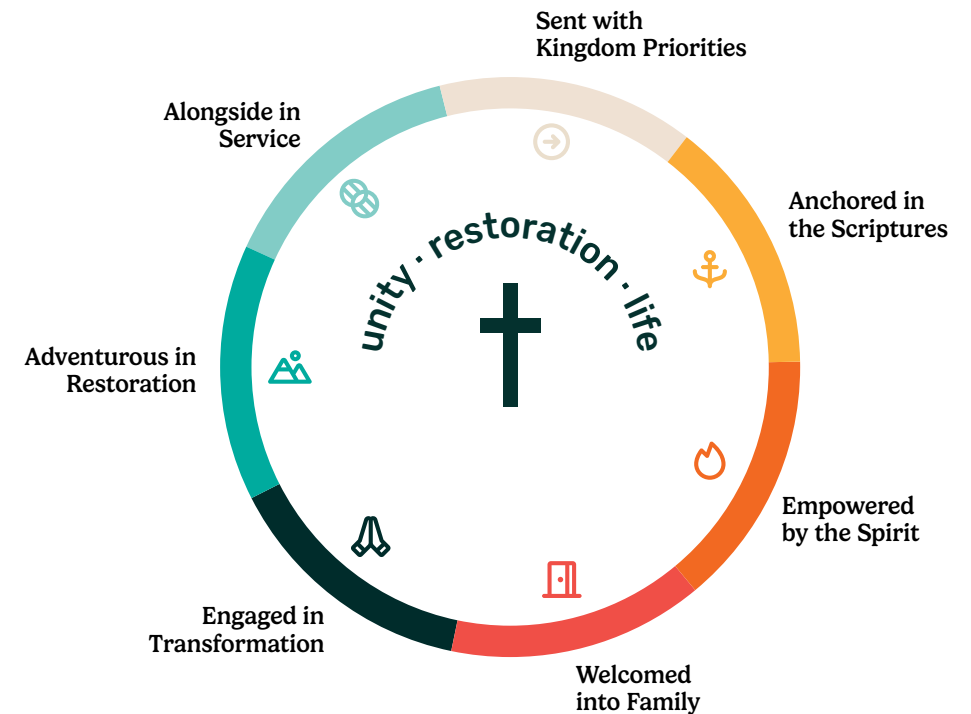 Sent with
Kingdom Priorities
Alongside in
Service
Anchored in
the Scriptures
unity · restoration · life
Adventurous in
Restoration
Empowered
by the Spirit
Engaged in
Transformation
Welcomed
into Family